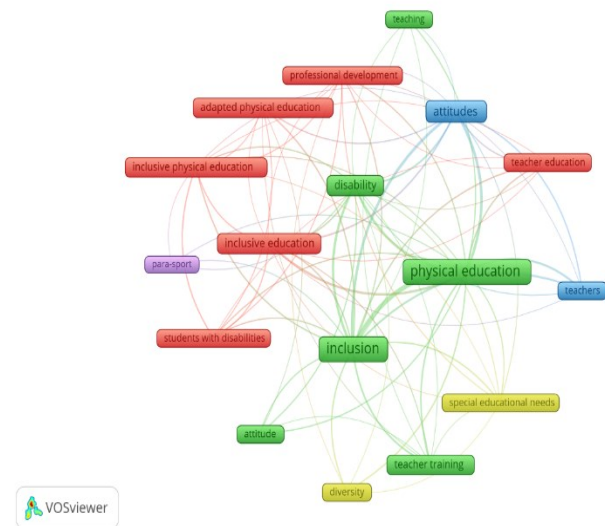 teaching
professional development
adapted physical education
attitudes
inclusive physical education
teacher education
disability
inclusive education
para-sport
physical education
teachers
students with disabilities
inclusion
special educational needs
attitude
teacher training
diversity
VOSviewer